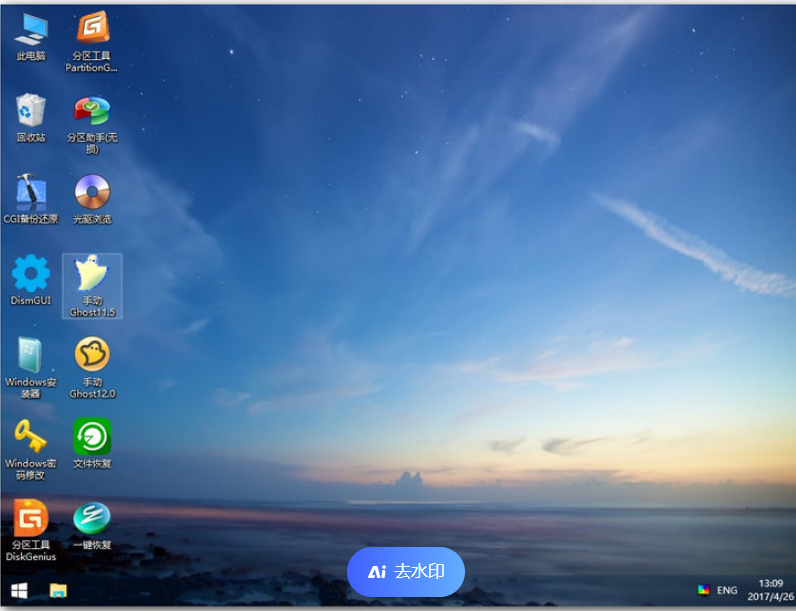 此电脑
分区工具
PartitionG...
回收站
分区助手(无
损)
CGI备份还原
光驱浏览
DismGUI
手动
Ghost11.5
Windows安
装器
手动
Ghost12.0
Windows密
码修改
文件恢复
分区工具
DiskGenius
一键恢复
Ai 去水印
ENG
13:09
2017/4/26